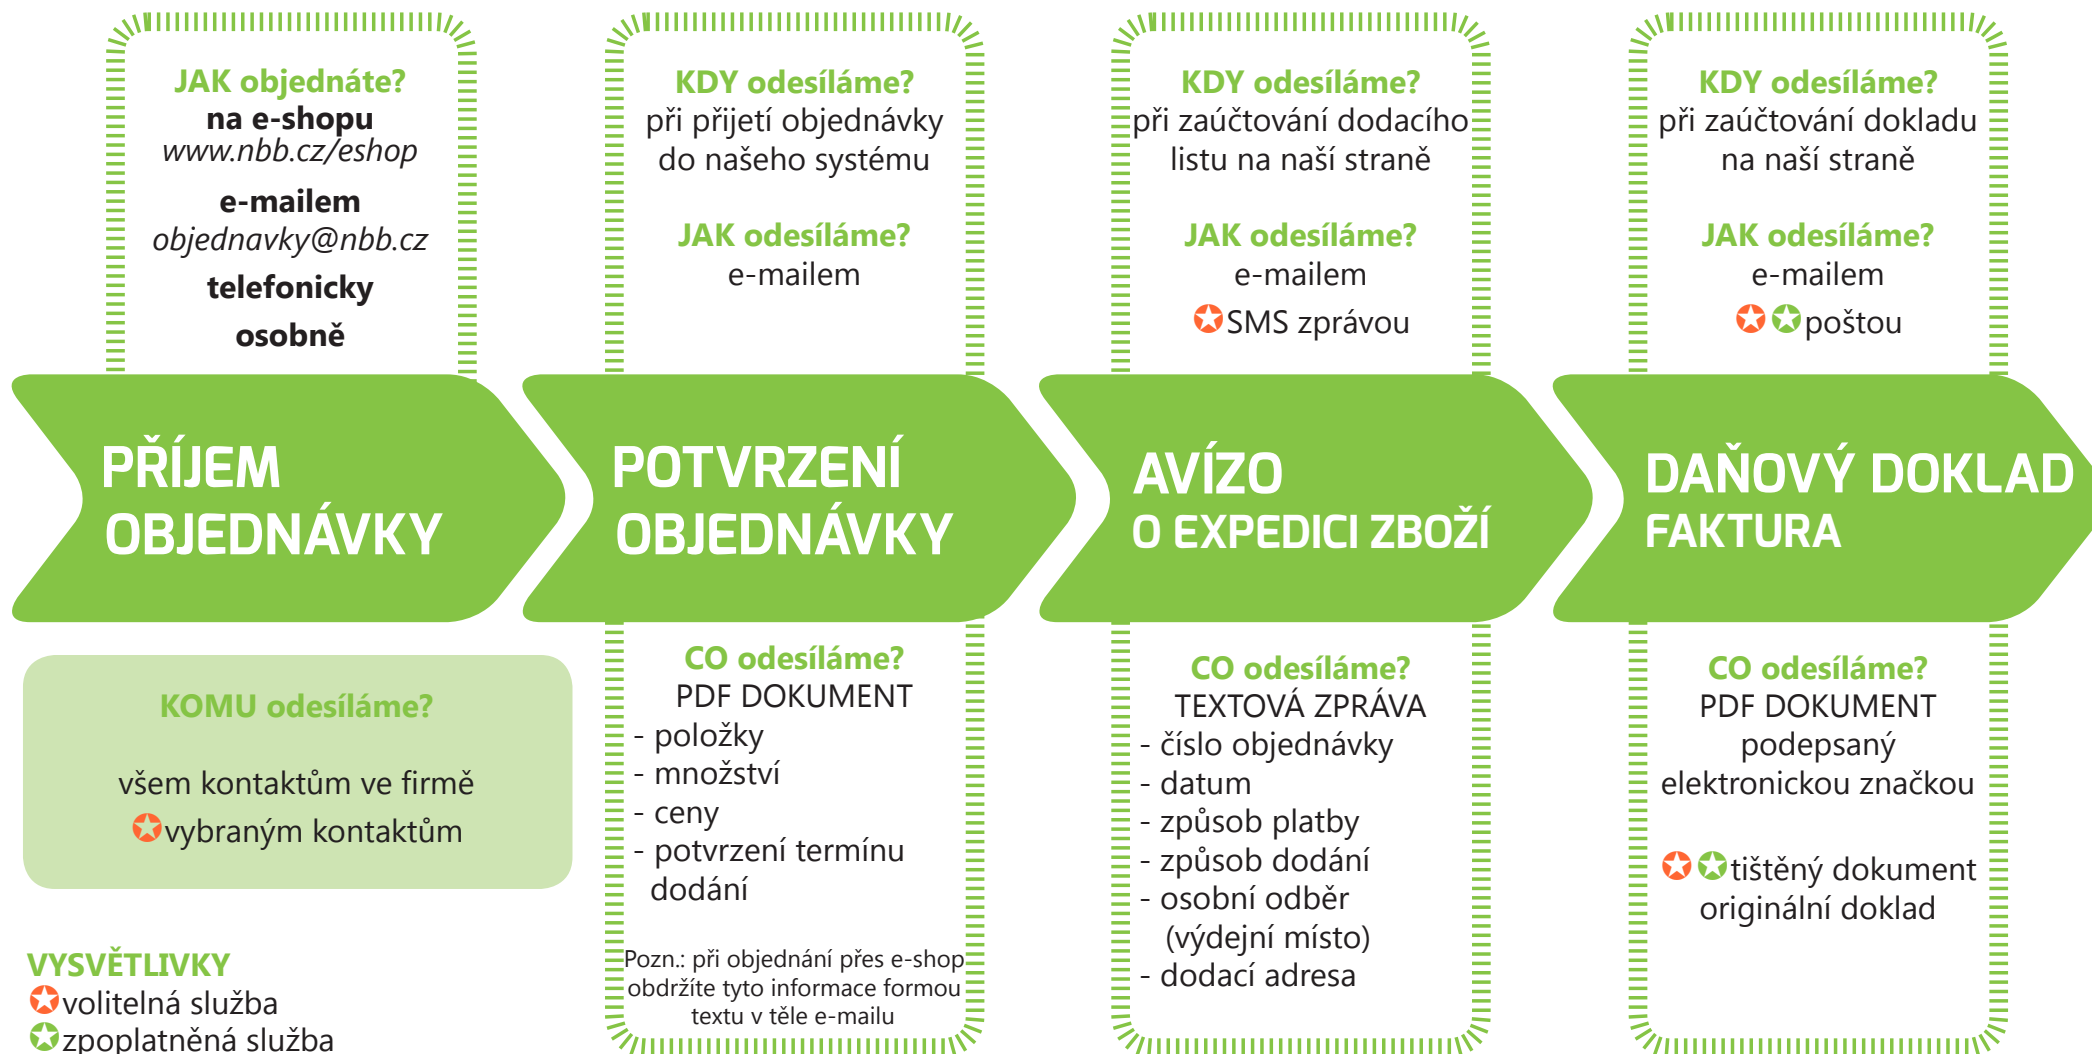 JAK objednáte?
na e-shopu
www.nbb.cz/eshop
e-mailem
objednavky@nbb.cz
telefonicky
osobně
PŘÍJEM
OBJEDNÁVKY
KOMU odesíláme?
všem kontaktům ve firmě
vybraným kontaktům
VYSVĚTLIVKY
volitelná služba
zpoplatněná služba
KDY odesíláme?
při přijetí objednávky
do našeho systému
JAK odesíláme?
e-mailem
POTVRZENÍ
OBJEDNÁVKY
CO odesíláme?
PDF DOKUMENT
- položky
- množství
- ceny
- potvrzení termínu
dodání
Pozn.: při objednání přes e-shop
obdržíte tyto informace formou
textu v těle e-mailu
KDY odesíláme?
při zaúčtování dodacího
listu na naší straně
JAK odesíláme?
e-mailem
SMS zprávou
AVÍZO
O EXPEDICI ZBOŽÍ
CO odesíláme?
TEXTOVÁ ZPRÁVA
- číslo objednávky
- datum
- způsob platby
- způsob dodání
- osobní odběr
(výdejní místo)
- dodací adresa
KDY odesíláme?
při zaúčtování dokladu
na naší straně
JAK odesíláme?
e-mailem
poštou
DAŇOVÝ DOKLAD
FAKTURA
CO odesíláme?
PDF DOKUMENT
podepsaný
elektronickou značkou
tištěný dokument
originální doklad